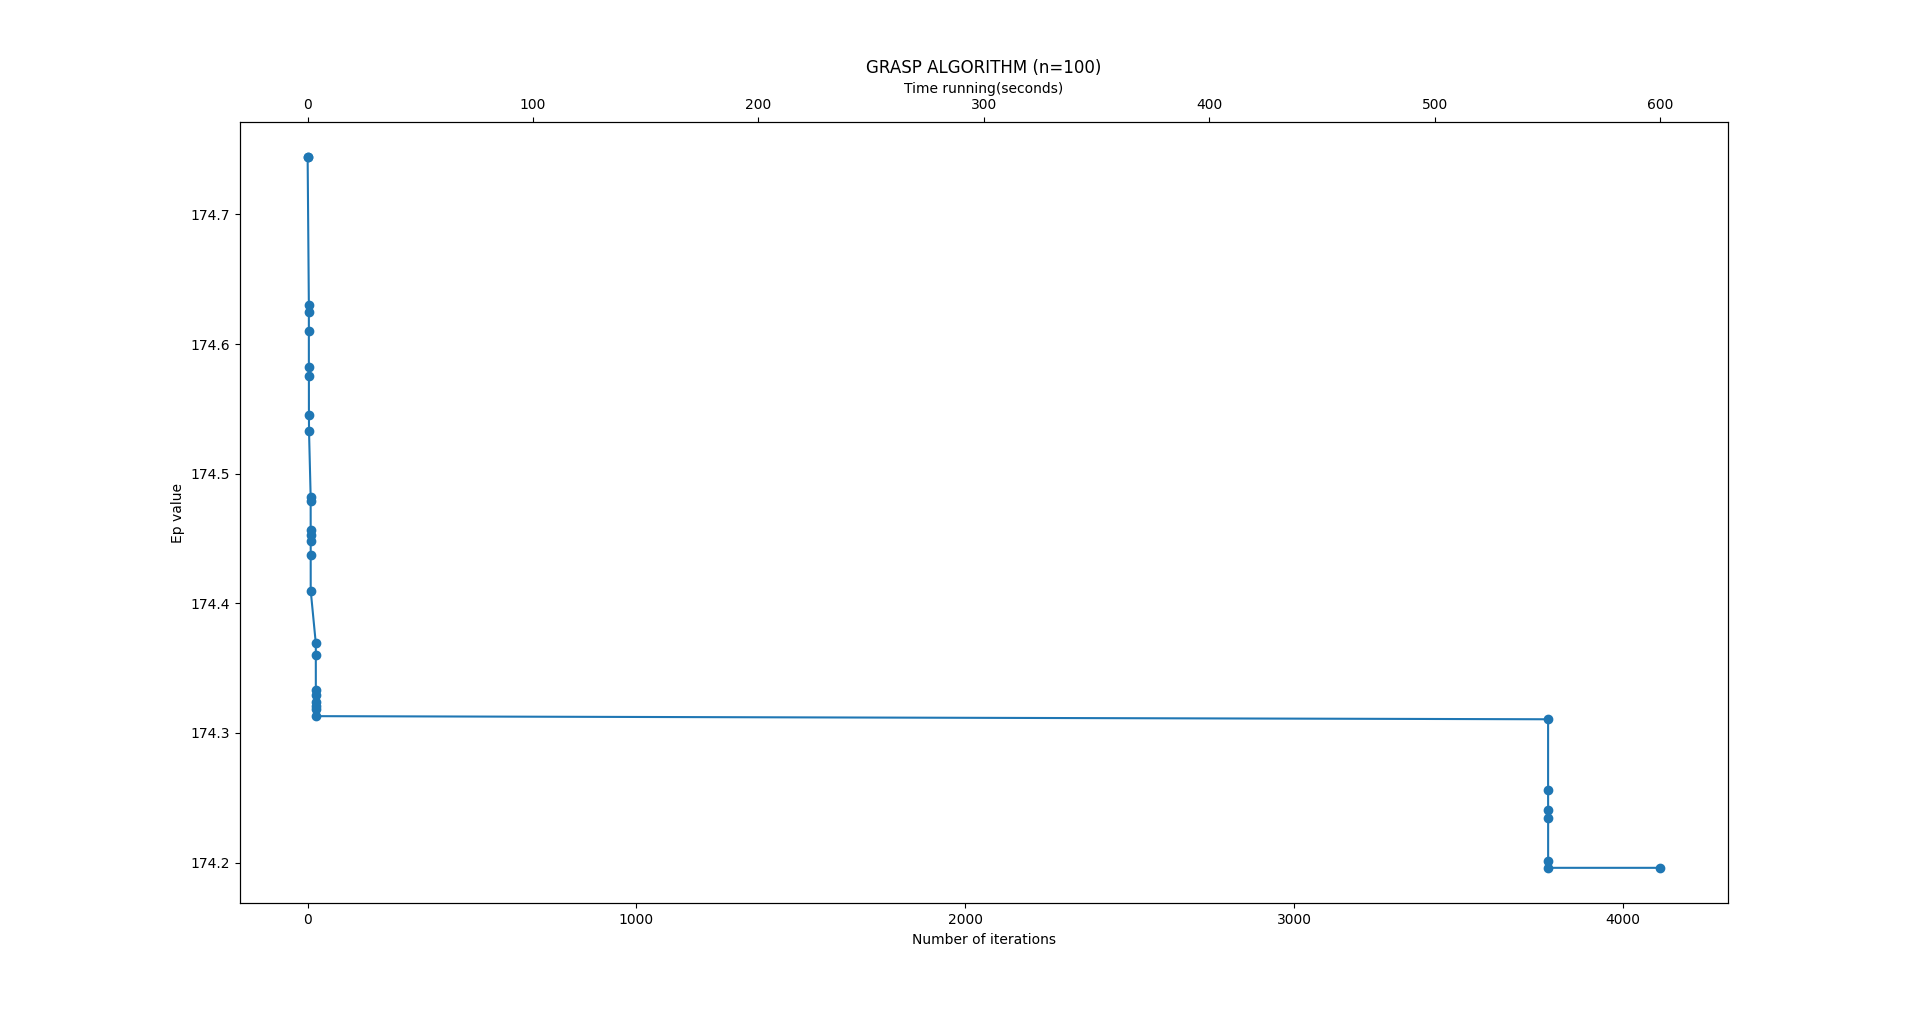 GRASP ALGORITHM (n=100)
Time running(seconds)
0 100 200 300 400 500 600
174.7
174.6
174.5
174.4
174.3
174.2
Ep value
0 1000 2000 3000 4000
Number of iterations